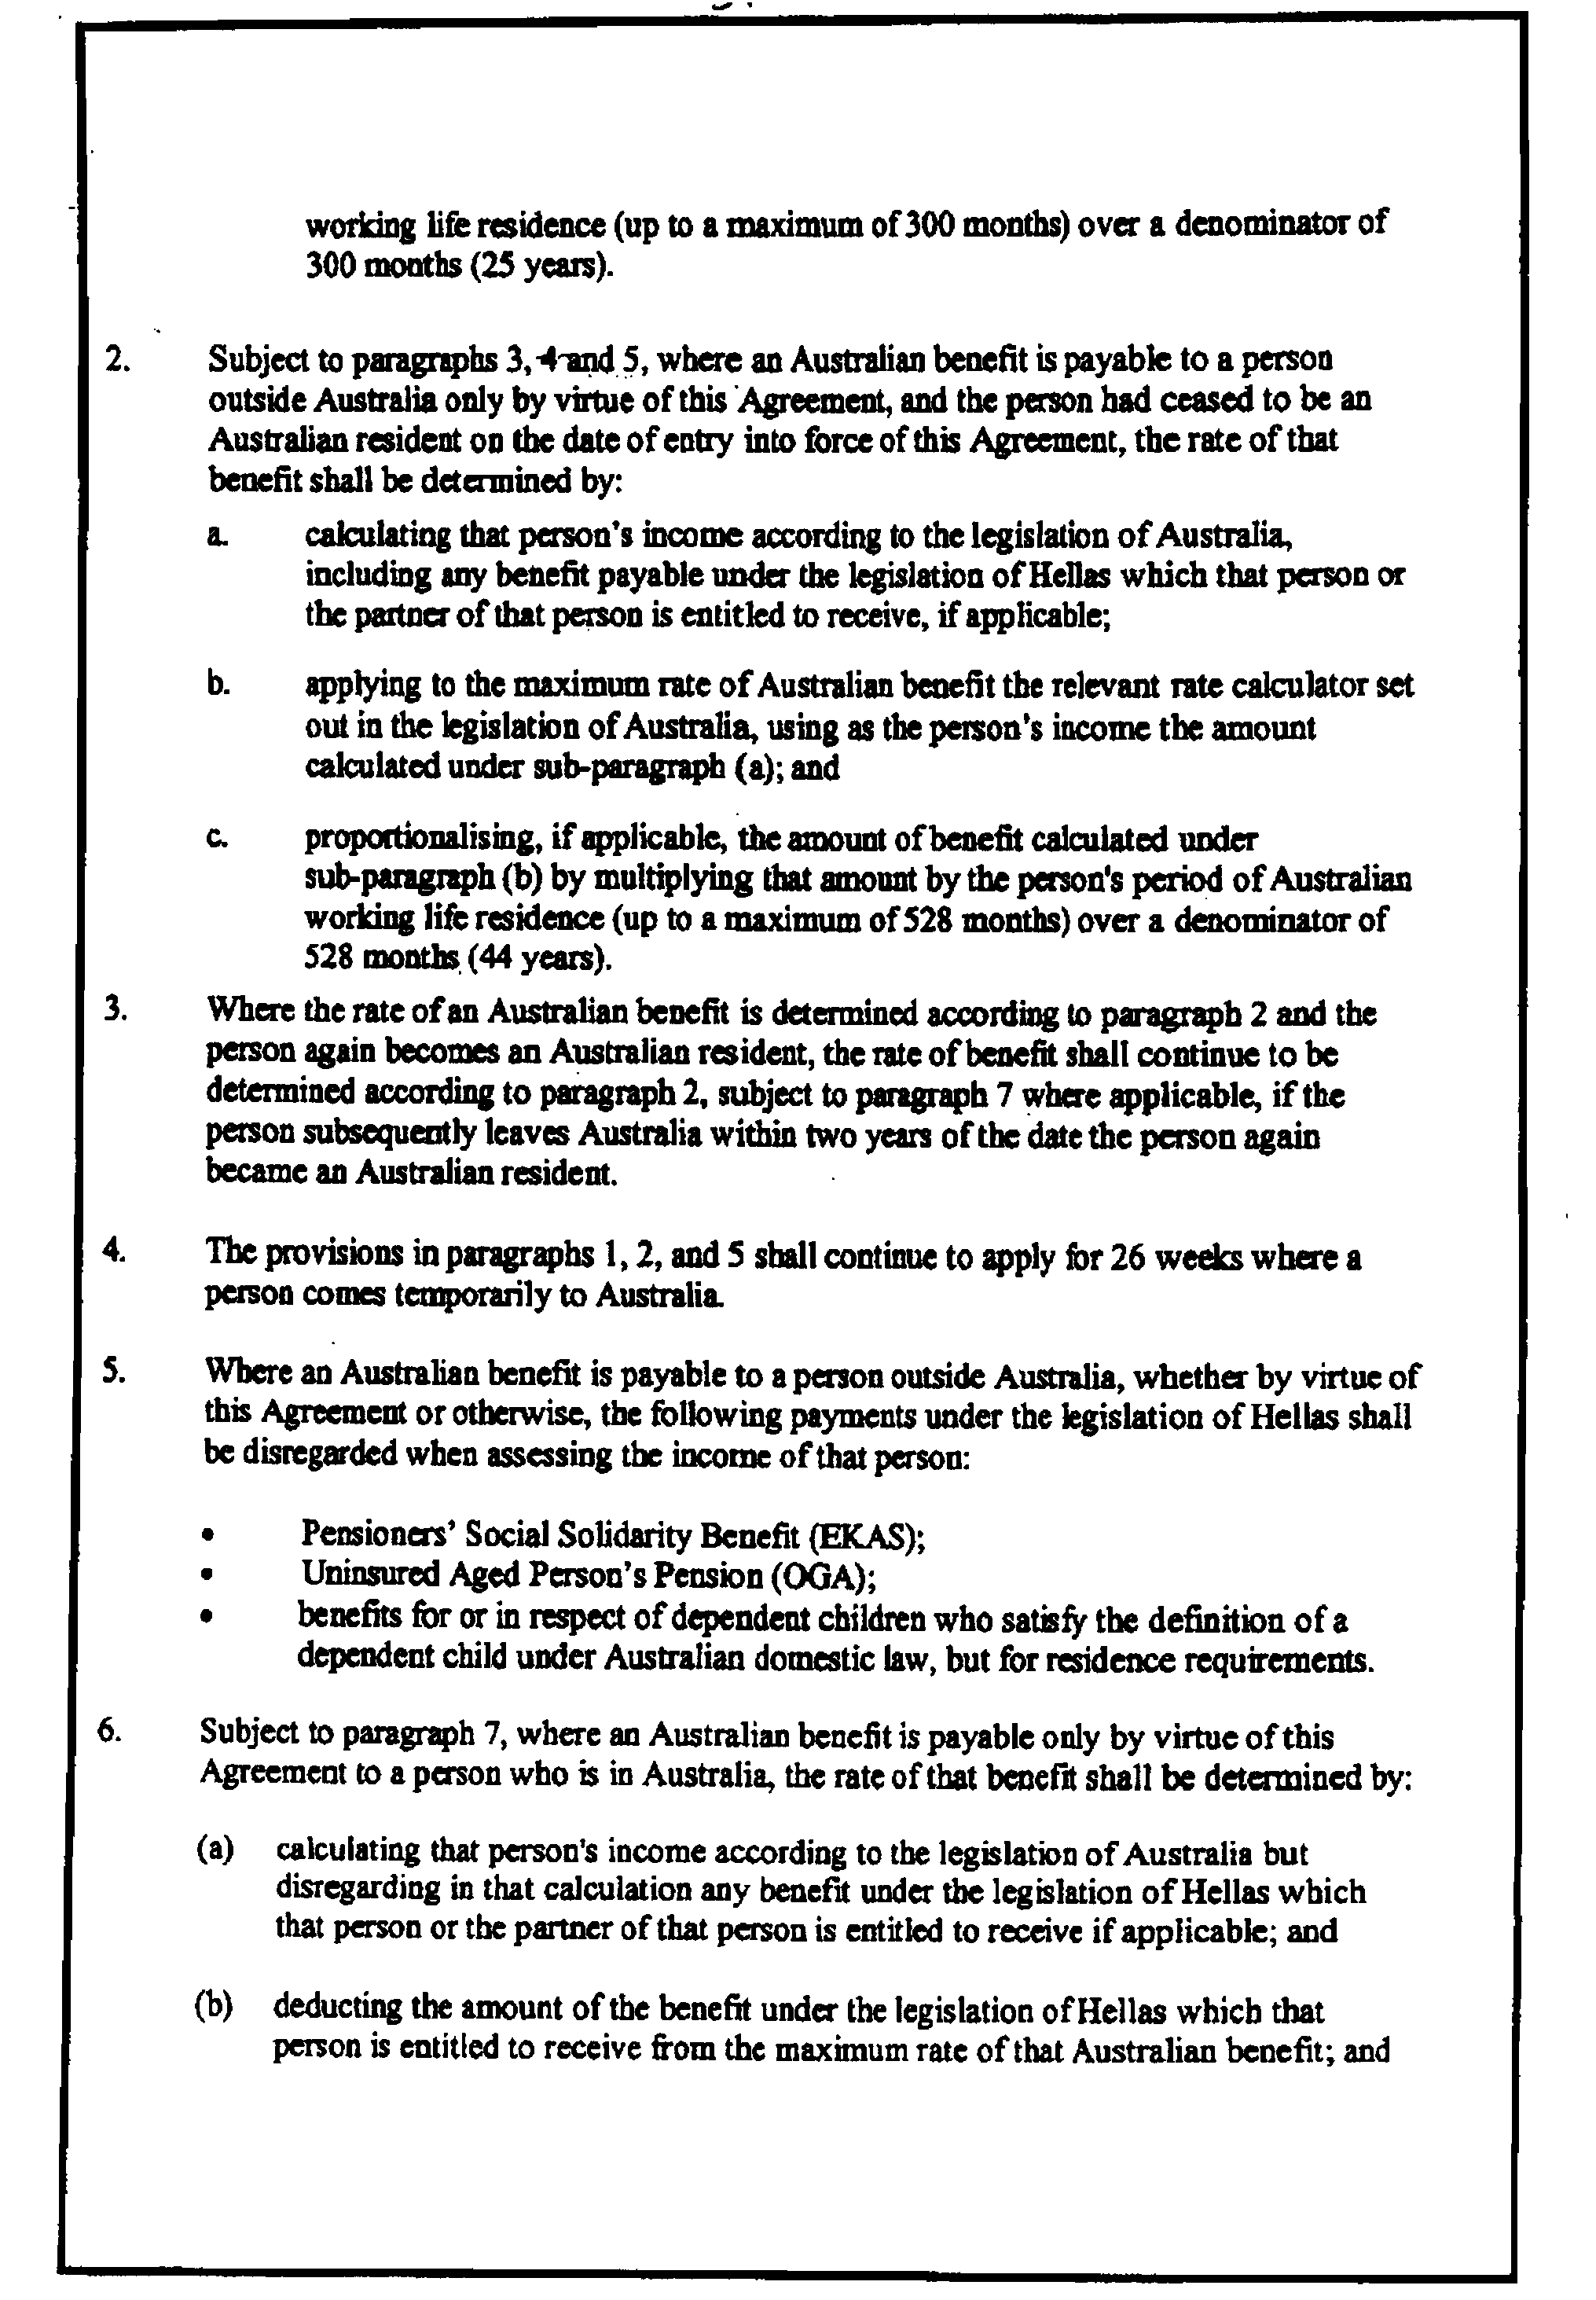 working life residence (up to a maximum of 300 months) over a denominator of
300 months (25 years).
2. Subject to paragraphs 3, 4 and 5, where an Australian benefit is payable to a person
outside Australia only by virtue of this Agreement, and the person had ceased to be an
Australian resident on the date of entry into force of this Agreement, the rate of that
benefit shall be determined by:
a. calculating that person's income according to the legislation of Australia,
including any benefit payable under the legislation of Hellas which that person or
the partner of that person is entitled to receive, if applicable;
b. applying to the maximum rate of Australian benefit the relevant rate calculator set
out in the legislation of Australia, using as the person's income the amount
calculated under sub-paragraph (a); and
c. proportionalising, if applicable, the amount of benefit calculated under
sub-paragraph (b) by multiplying that amount by the person's period of Australian
working life residence (up to a maximum of 528 months) over a denominator of
528 months (44 years).
3. Where the rate of an Australian benefit is determined according to paragraph 2 and the
person again becomes an Australian resident, the rate of benefit shall continue to be
determined according to paragraph 2, subject to paragraph 7 where applicable, if the
person subsequently leaves Australia within two years of the date the person again
became an Australian resident.
4. The provisions in paragraphs 1, 2, and 5 shall continue to apply for 26 weeks where a
person comes temporarily to Australia.
5. Where an Australian benefit is payable to a person outside Australia, whether by virtue of
this Agreement or otherwise, the following payments under the legislation of Hellas shall
be disregarded when assessing the income of that person:
• Pensioners' Social Solidarity Benefit (EKAS);
• Uninsured Aged Person's Pension (OGA);
• benefits for or in respect of dependent children who satisfy the definition of a
dependent child under Australian domestic law, but for residence requirements.
6. Subject to paragraph 7, where an Australian benefit is payable only by virtue of this
Agreement to a person who is in Australia, the rate of that benefit shall be determined by:
(a) calculating that person's income according to the legislation of Australia but
disregarding in that calculation any benefit under the legislation of Hellas which
that person or the partner of that person is entitled to receive if applicable; and
(b) deducting the amount of the benefit under the legislation of Hellas which that
person is entitled to receive from the maximum rate of that Australian benefit; and